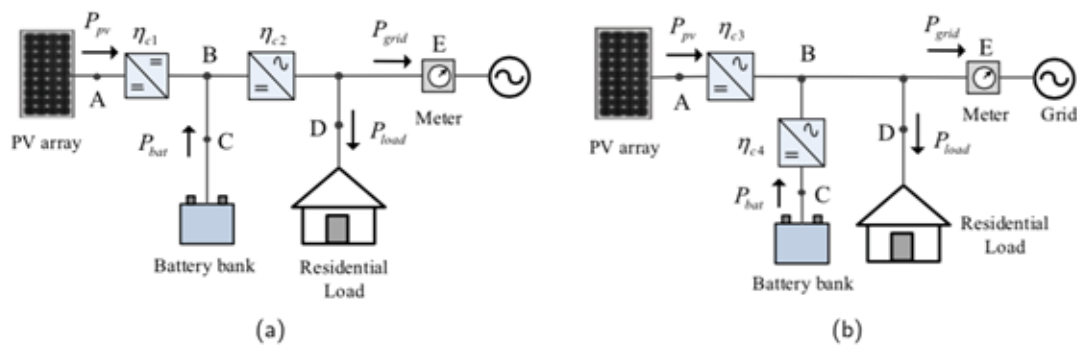 P_pv
η_c1
B
η_c2
P_grid
E
A
PV array
P_bat
C
D
P_load
Meter
Battery bank
Residential
Load
(a)
P_pv
η_c3
B
P_grid
E
A
PV array
η_c4
P_bat
C
D
P_load
Meter
Grid
Battery bank
Residential
Load
(b)